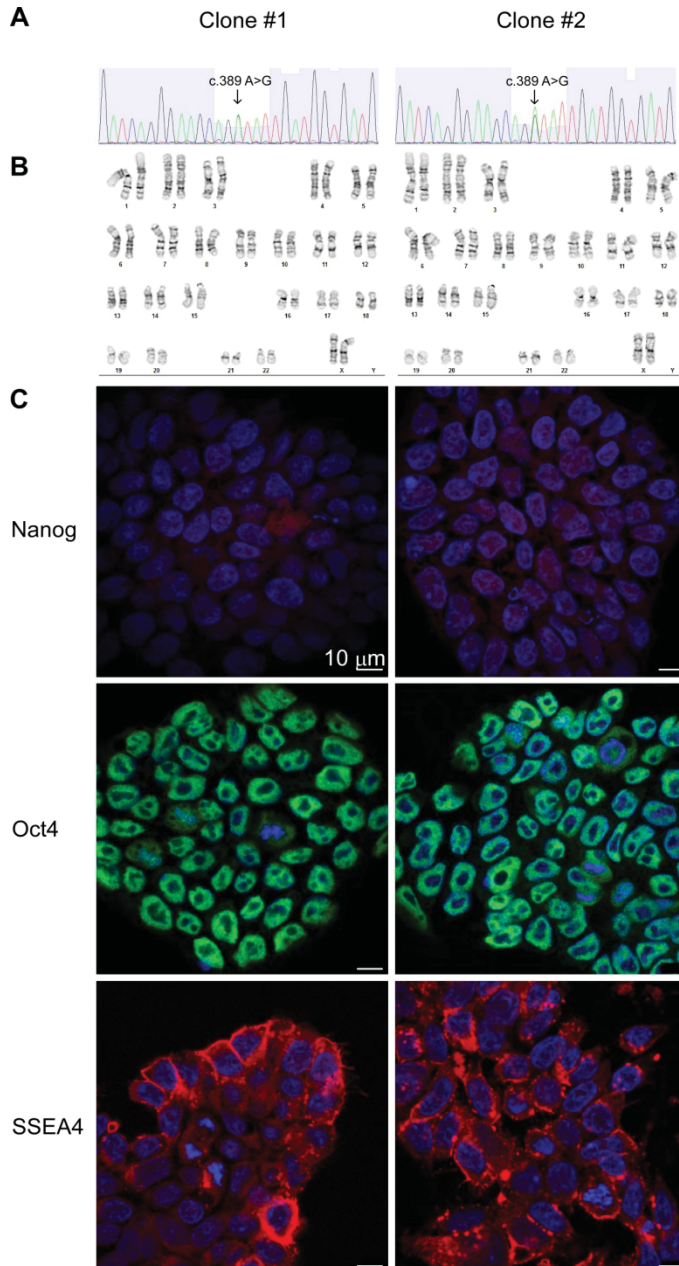 A Clone #1 Clone #2
c.389 A>G c.389 A>G
B
1 2 3 4 5 1 2 3 4 5
6 7 8 9 10 11 12 6 7 8 9 10 11 12
13 14 15 16 17 18 13 14 15 16 17 18
19 20 21 22 X Y 19 20 21 22 X Y
C
Nanog
10 μm
Oct4
SSEA4